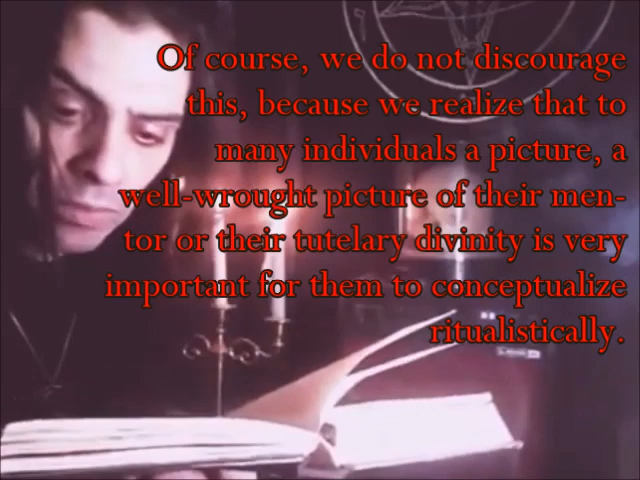 Of course, we do not discourage
this, because we realize that to
many individuals a picture, a
well-wrought picture of their men-
tor or their tutelary divinity is very
important for them to conceptualize
ritualistically.